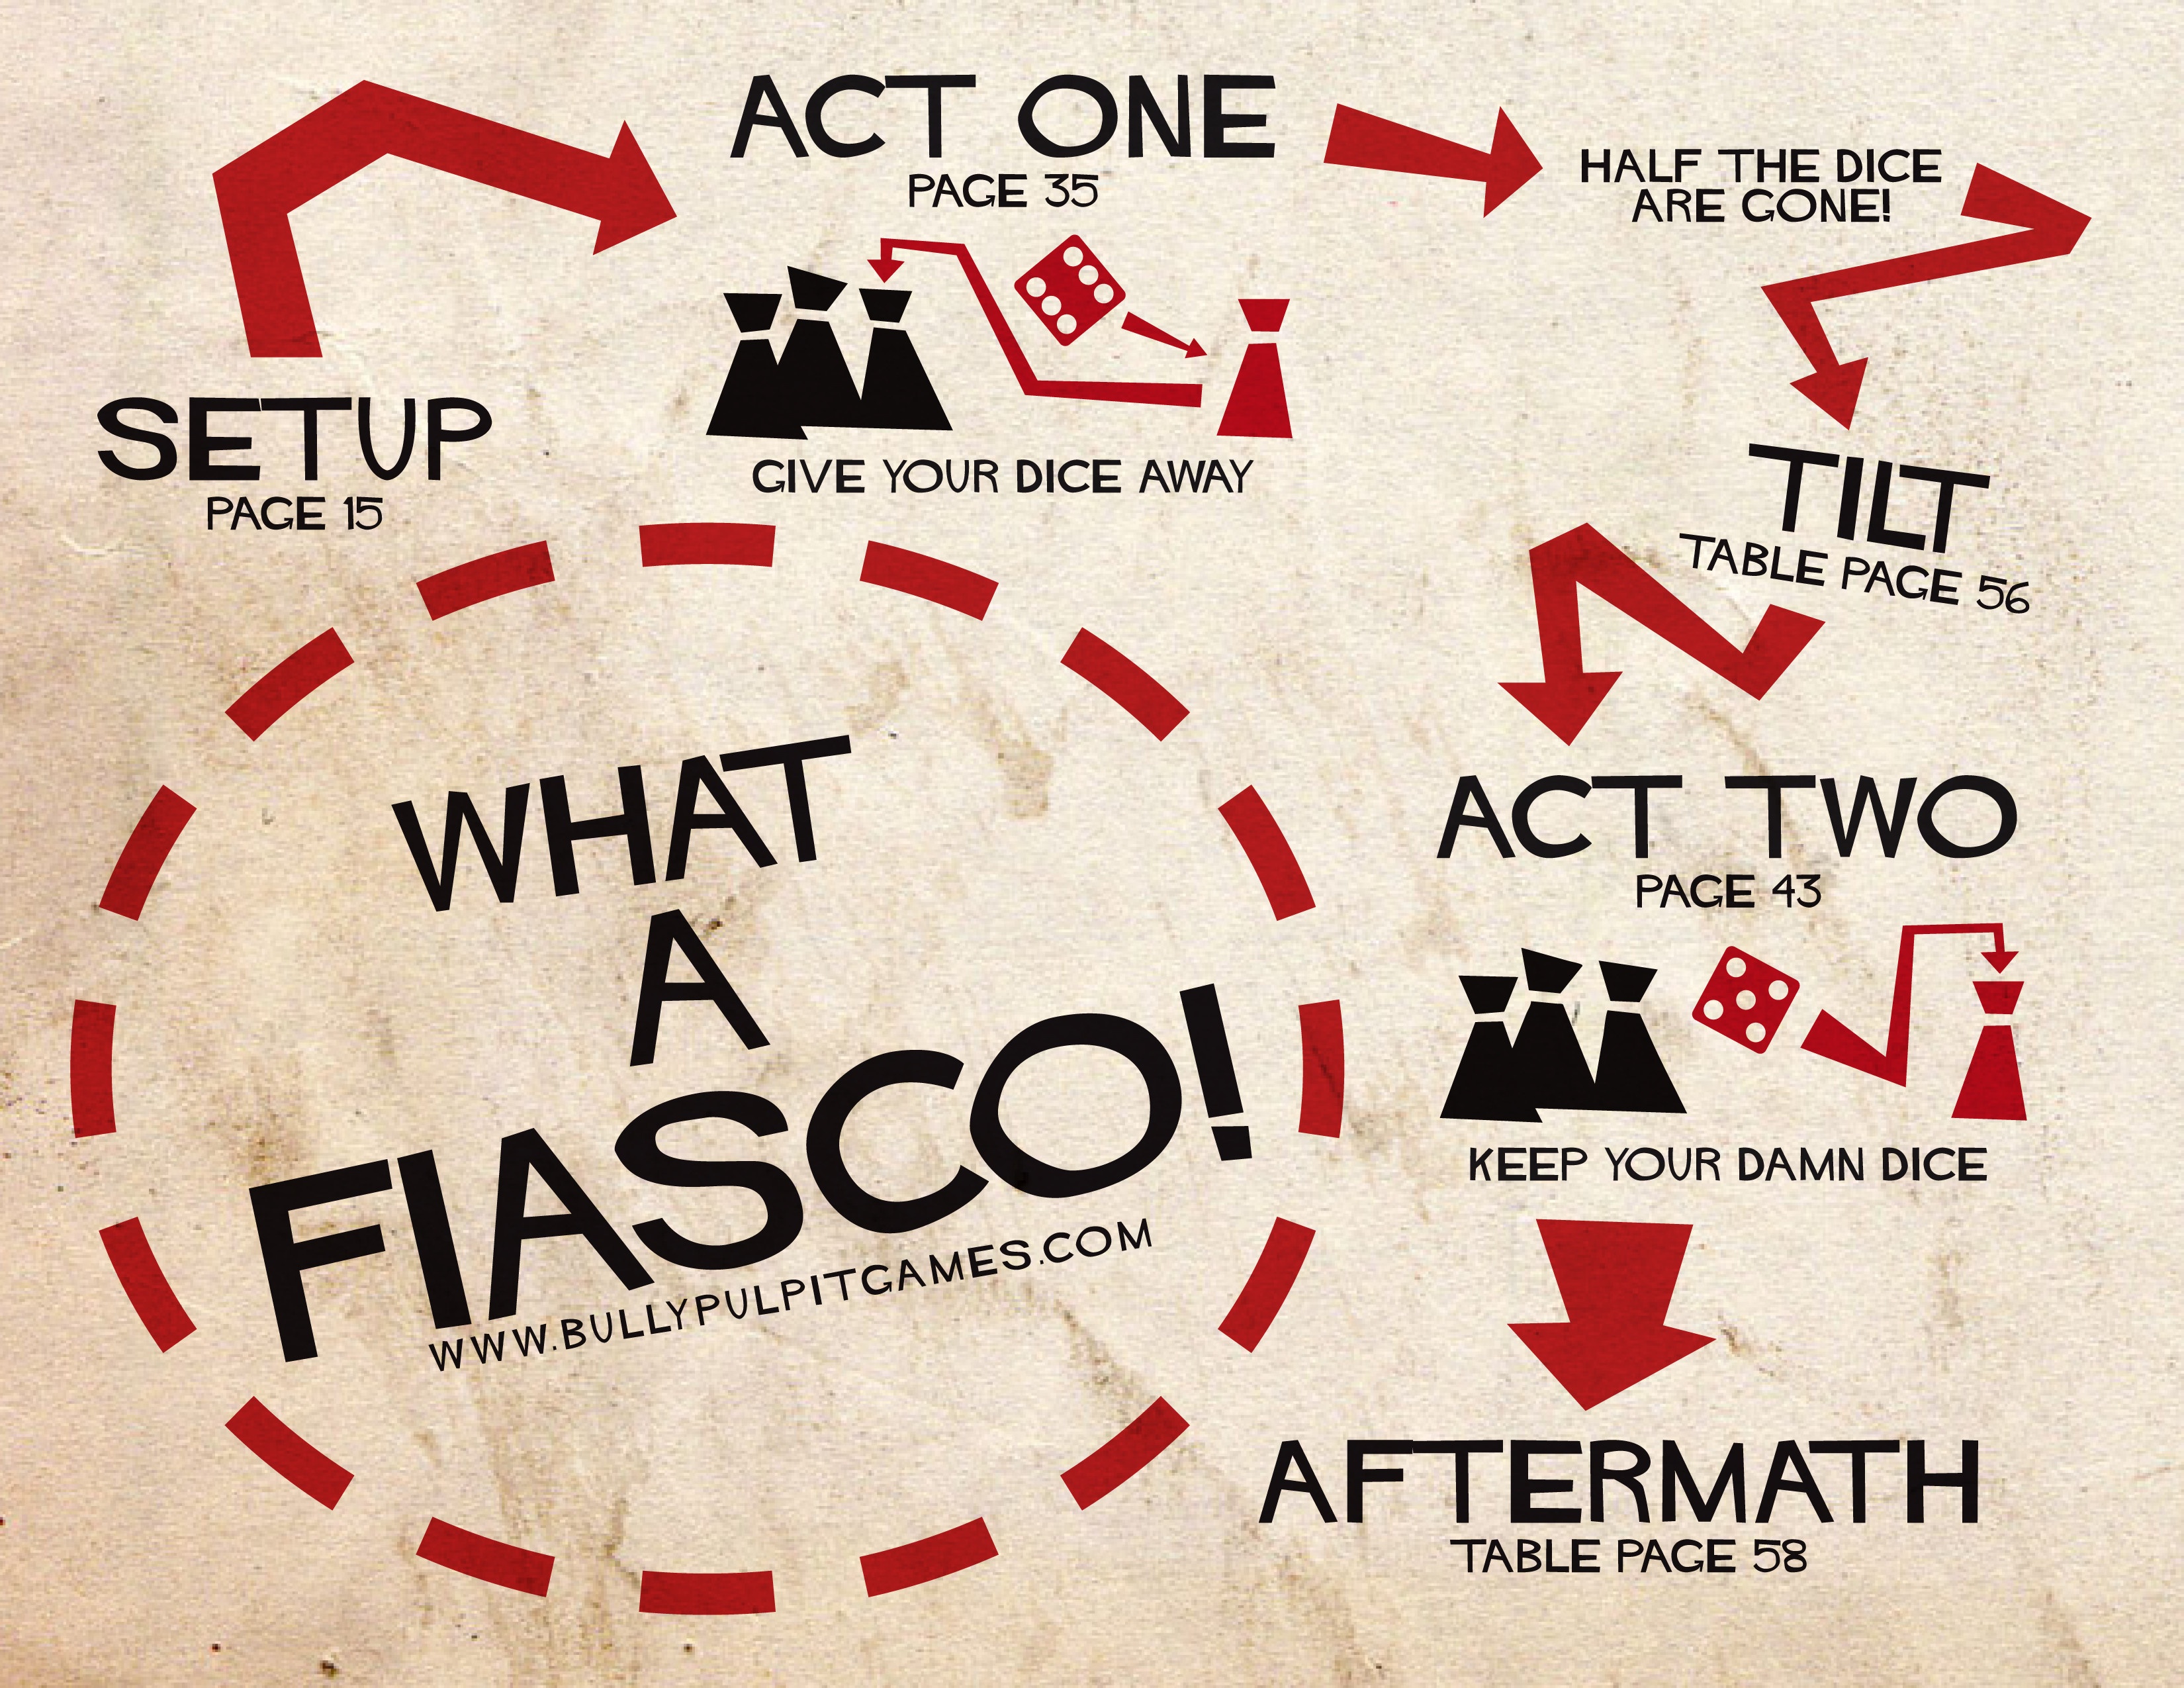 SETUP
PAGE 15
ACT ONE
PAGE 35
GIVE YOUR DICE AWAY
HALF THE DICE
ARE GONE!
TILT
TABLE PAGE 56
ACT TWO
PAGE 43
KEEP YOUR DAMN DICE
AFTERMATH
TABLE PAGE 58
WHAT
A
FIASCO!
WWW.BULLYPULPITGAMES.COM